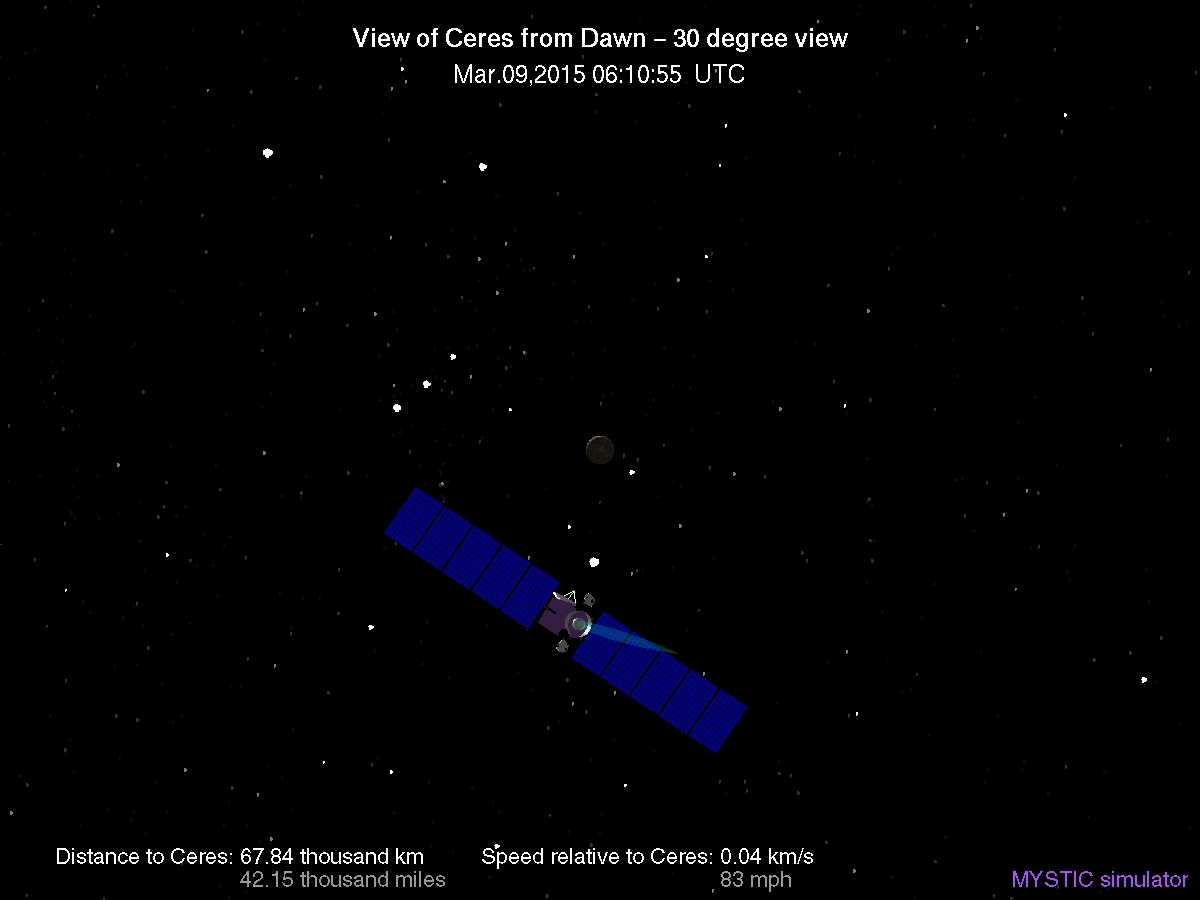 View of Ceres from Dawn – 30 degree view
Mar.09,2015 06:10:55 UTC
Distance to Ceres: 67.84 thousand km Speed relative to Ceres: 0.04 km/s
42.15 thousand miles 83 mph
MYSTIC simulator